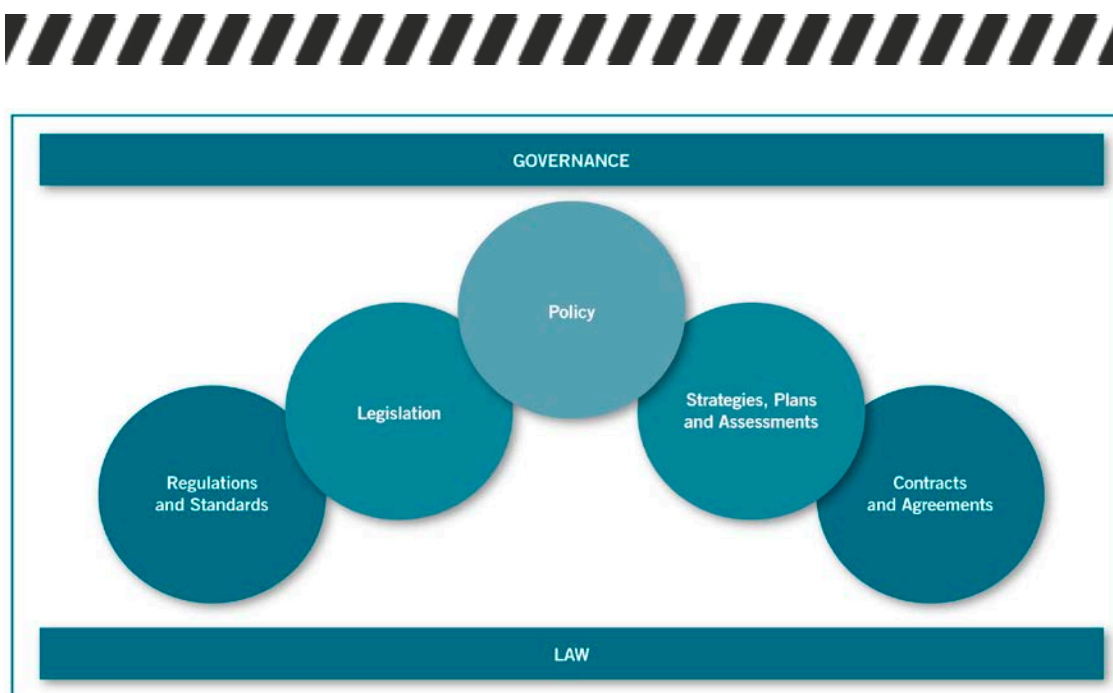 GOVERNANCE
Policy
Legislation
Strategies, Plans
and Assessments
Regulations
and Standards
Contracts
and Agreements
LAW